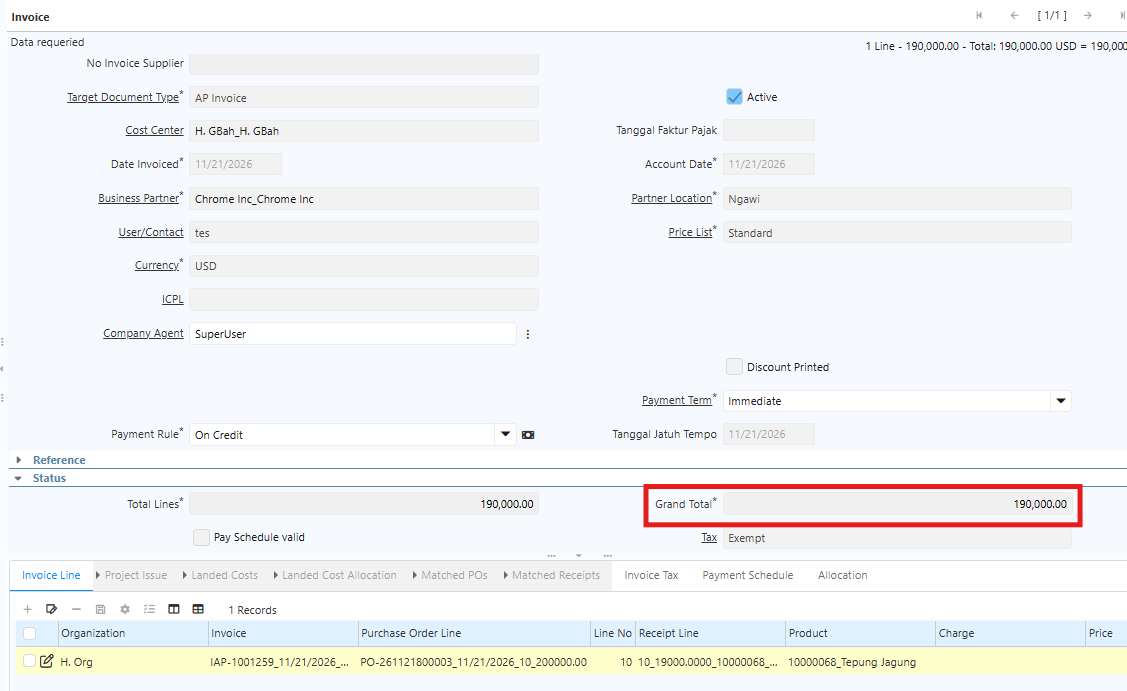 Invoice
[ 1/1 ]
Data requeried
1 Line - 190,000.00 - Total: 190,000.00 USD = 190,000
No Invoice Supplier
Target Document Type* AP Invoice
Active
Cost Center H. GBah_H. GBah
Tanggal Faktur Pajak
Date Invoiced* 11/21/2026
Account Date* 11/21/2026
Business Partner* Chrome Inc_Chrome Inc
Partner Location* Ngawi
User/Contact tes
Price List* Standard
Currency* USD
ICPL
Company Agent SuperUser
Discount Printed
Payment Term* Immediate
Payment Rule* On Credit
Tanggal Jatuh Tempo 11/21/2026
Reference
Status
Total Lines* 190,000.00
Grand Total* 190,000.00
Pay Schedule valid
Tax Exempt
Invoice Line Project Issue Landed Costs Landed Cost Allocation Matched POs Matched Receipts Invoice Tax Payment Schedule Allocation
1 Records
Organization Invoice Purchase Order Line Line No Receipt Line Product Charge Price
H. Org IAP-1001259_11/21/2026_... PO-261121800003_11/21/2026_10_200000.00 10 10_19000.0000_10000068_... 10000068_Tepung Jagung